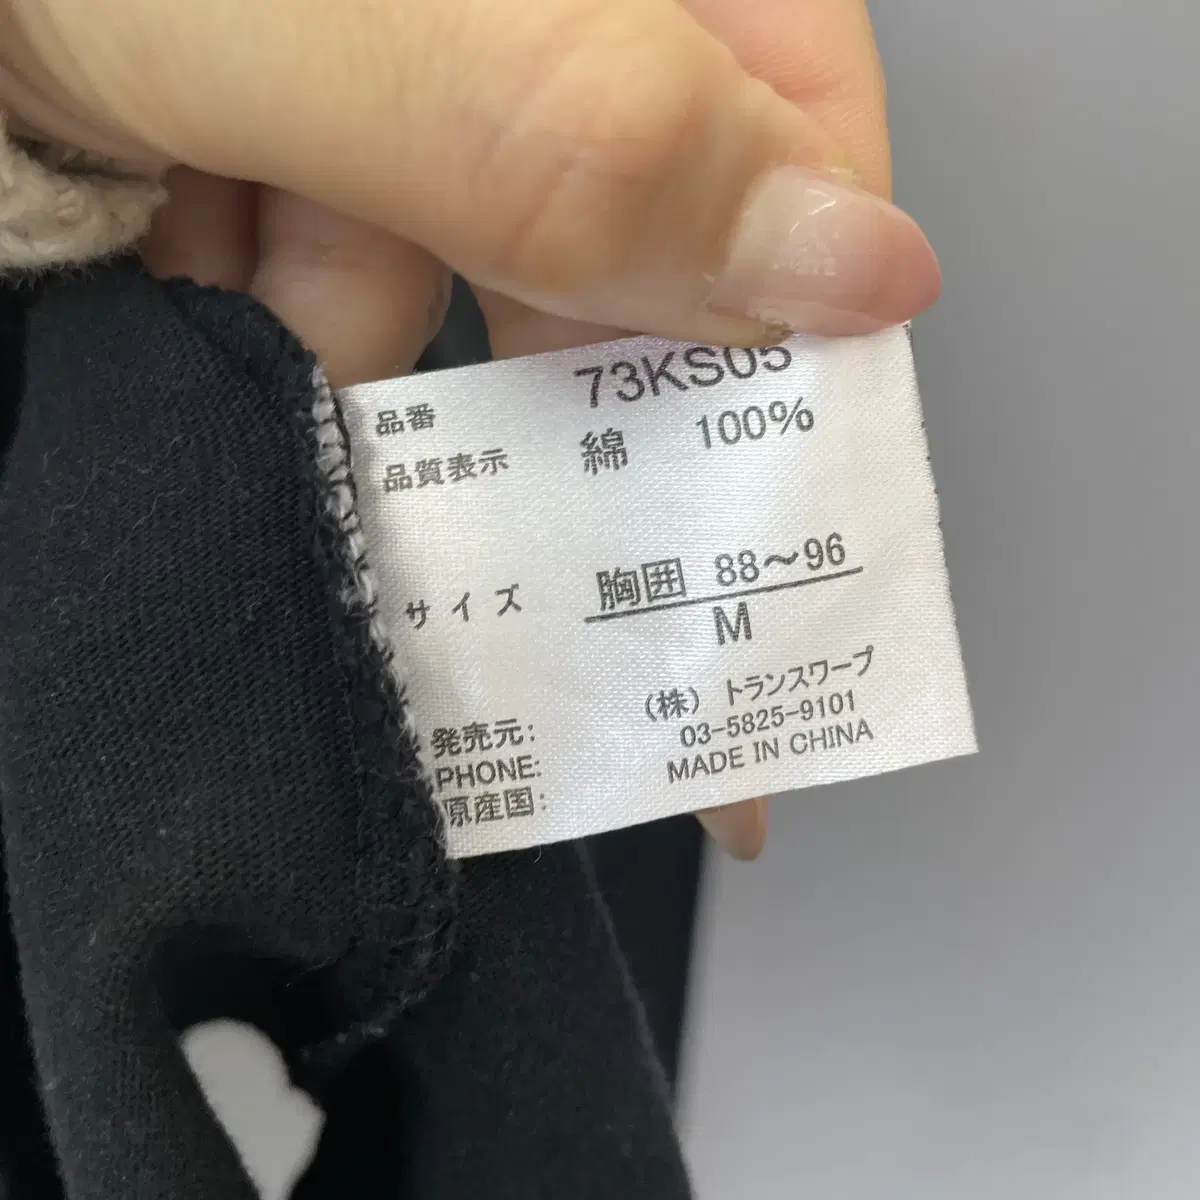 品番 73KS05
品質表示 綿 100%
サイズ 胸囲 88～96
M
発売元: (株) トランスワープ
PHONE: 03-5825-9101
原産国: MADE IN CHINA